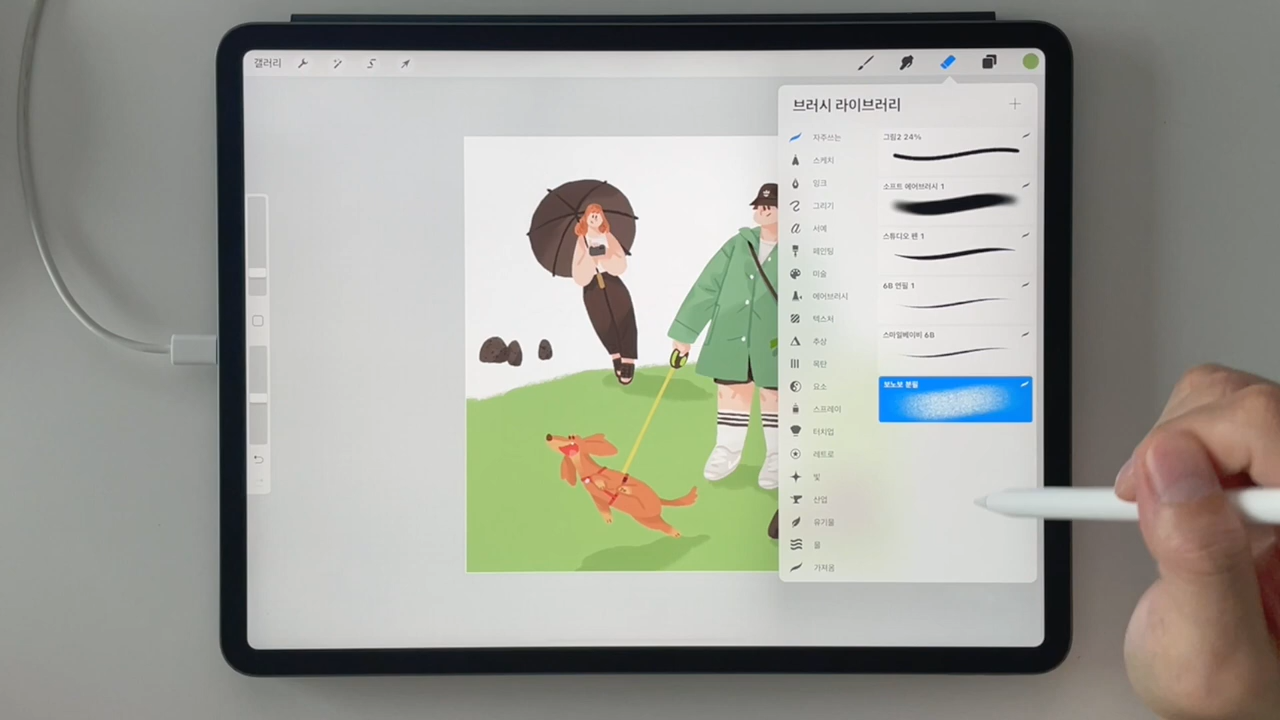 갤러리
브러시 라이브러리
자주쓰는
스케치
잉크
그리기
서예
페인팅
미술
에어브러시
텍스처
추상
목탄
요소
스프레이
터치업
레트로
빛
산업
유기물
물
가져옴
그림2 24%
소프트 에어브러시 1
스튜디오 펜 1
6B 연필 1
스마일베이비 6B
보노보 분필